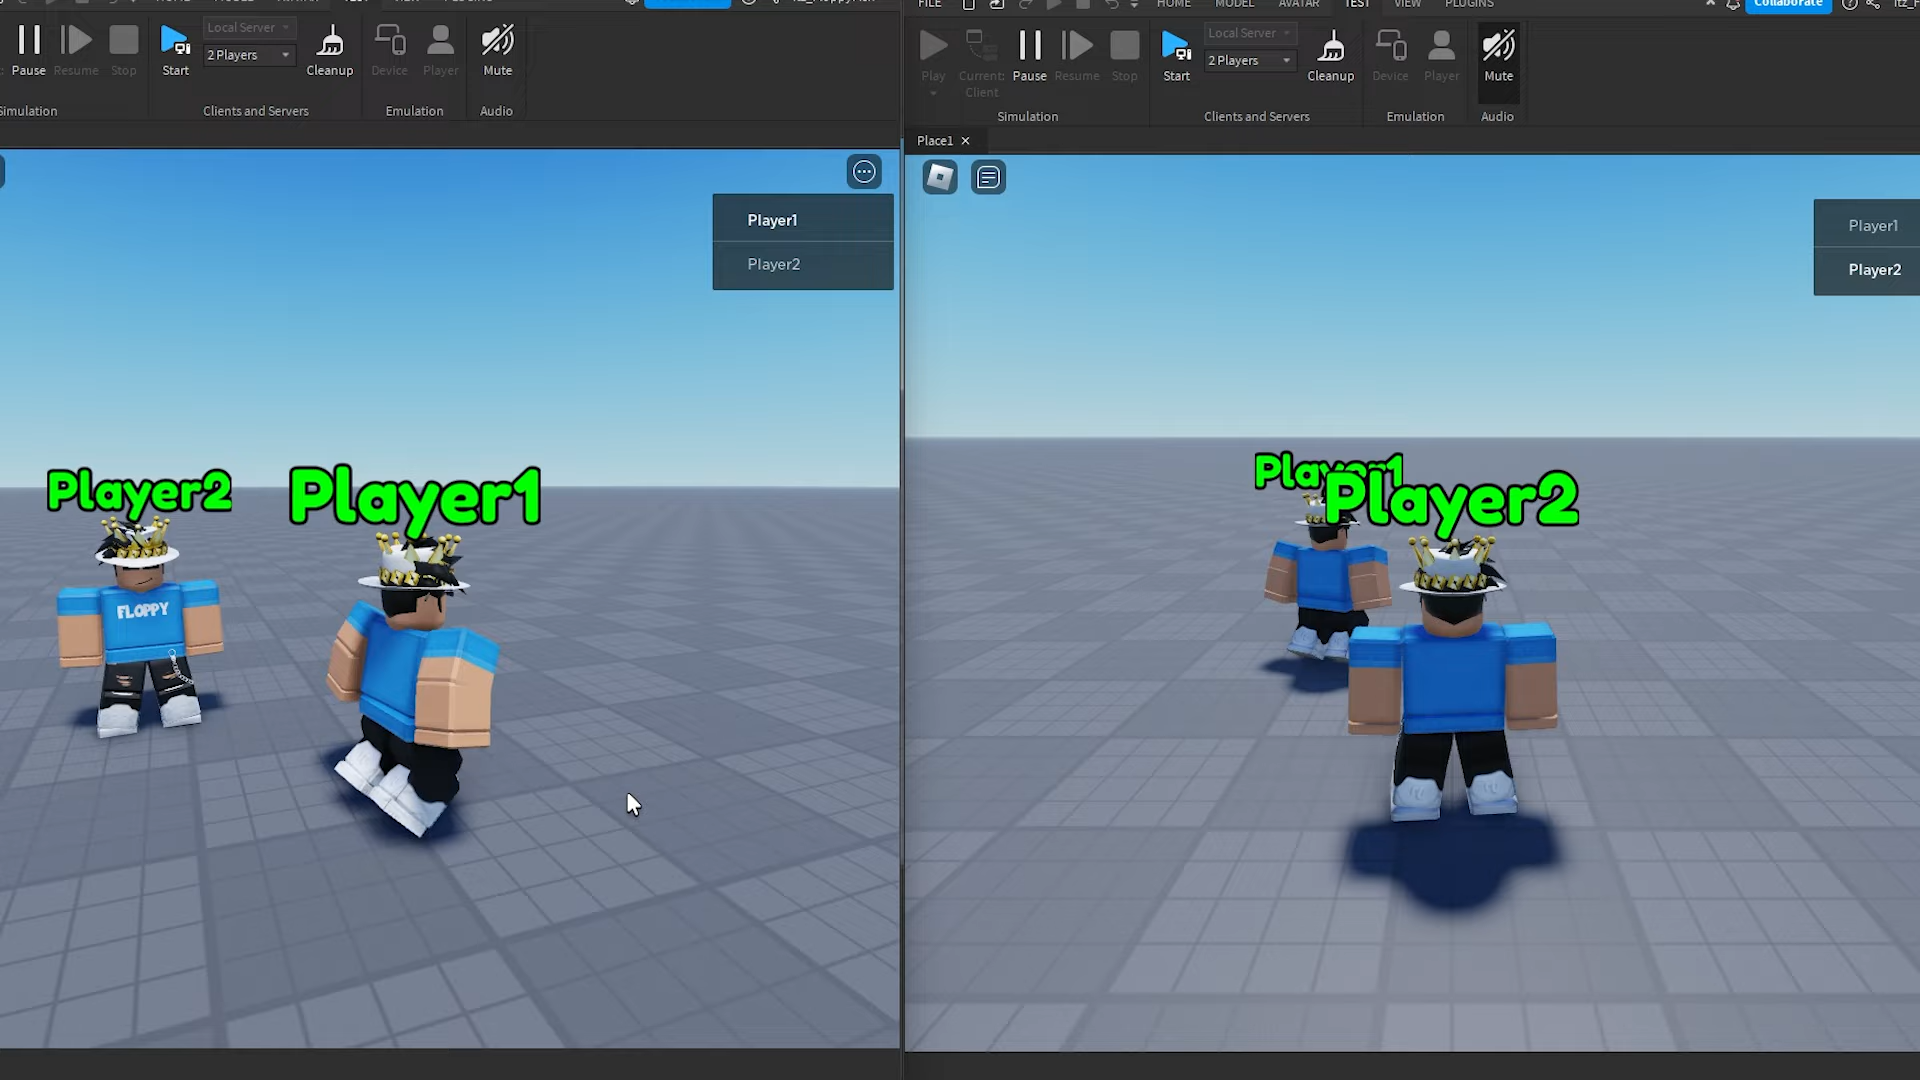 Pause Resume Stop
Start
Local Server
2 Players
Cleanup
Device Player
Mute
Clients and Servers
Emulation
Audio
Player1
Player2
Player2
Player1
FLOPPY
FILE
HOME
MODEL
AVATAR
TEST
VIEW
PLUGINS
Collaborate
Play
Current:
Client
Pause
Resume
Stop
Start
Local Server
2 Players
Cleanup
Device
Player
Mute
Simulation
Clients and Servers
Emulation
Audio
Place1
Player1
Player2
Player1
Player2